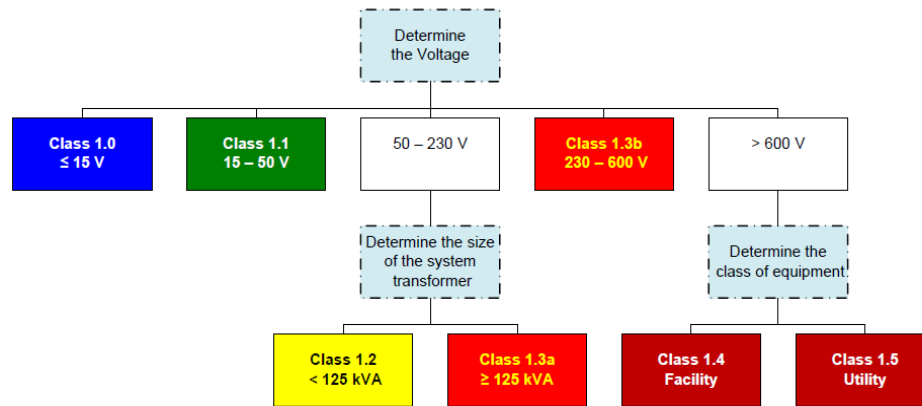 Determine
the Voltage
Class 1.0
≤ 15 V
Class 1.1
15 – 50 V
50 – 230 V
Class 1.3b
230 – 600 V
> 600 V
Determine the size
of the system
transformer
Determine the
class of equipment
Class 1.2
< 125 kVA
Class 1.3a
≥ 125 kVA
Class 1.4
Facility
Class 1.5
Utility